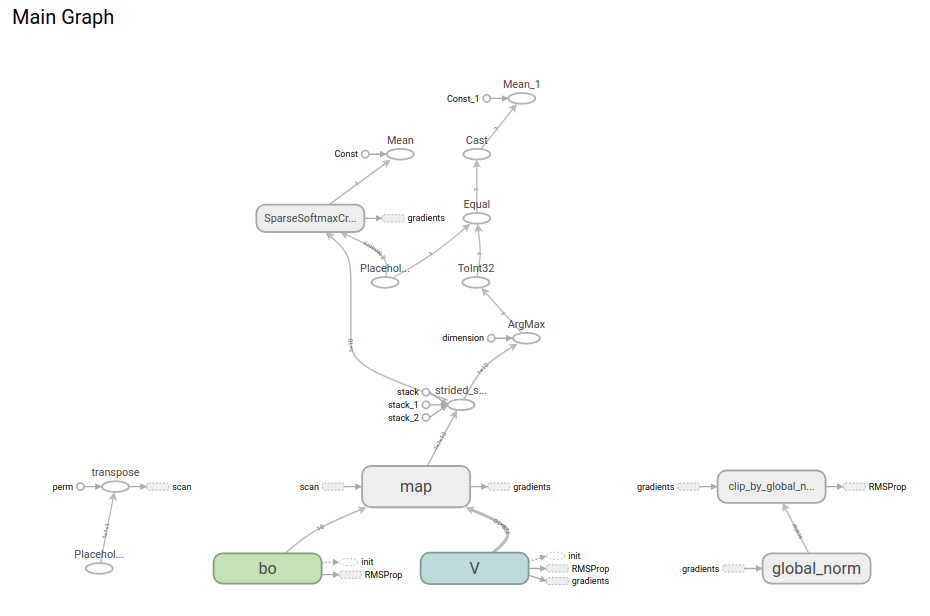 Main Graph
Mean_1
Const_1
Mean
Cast
Const
Equal
SparseSoftmaxCr...
gradients
Placehol...
ToInt32
ArgMax
dimension
strided_s...
stack
stack_1
stack_2
transpose
perm
scan
scan
map
gradients
gradients
clip_by_global_n...
RMSProp
Placehol...
bo
init
RMSProp
V
init
RMSProp
gradients
gradients
global_norm